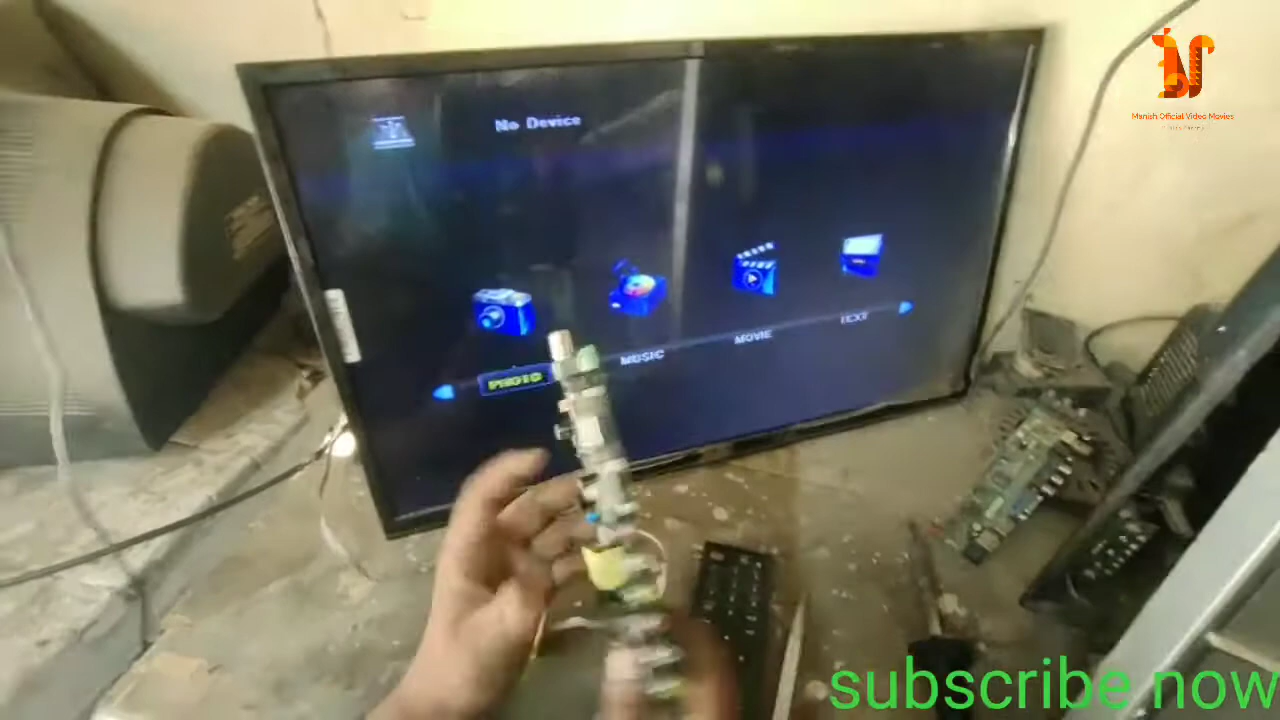 No Device
Manish Official Video Movies
PHOTO
MUSIC
MOVIE
TEXT
subscribe now